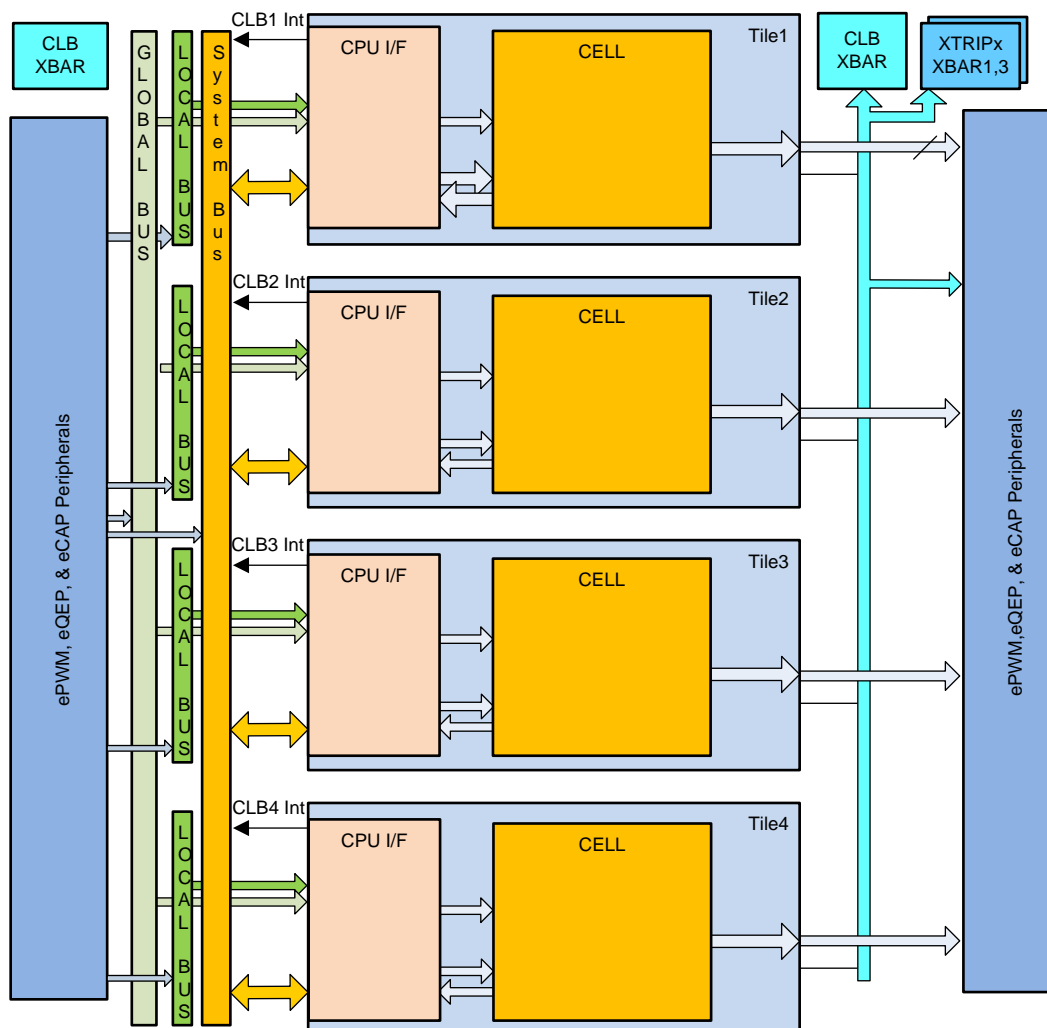 CLB
XBAR
GLOBAL BUS
LOCAL BUS
System Bus
CLB1 Int
CPU I/F
CELL
Tile1
CLB
XBAR
XTRIPx
XBAR1,3
CLB2 Int
LOCAL BUS
CPU I/F
CELL
Tile2
ePWM, eQEP, & eCAP Peripherals
ePWM,eQEP, & eCAP Peripherals
CLB3 Int
LOCAL BUS
CPU I/F
CELL
Tile3
CLB4 Int
LOCAL BUS
CPU I/F
CELL
Tile4